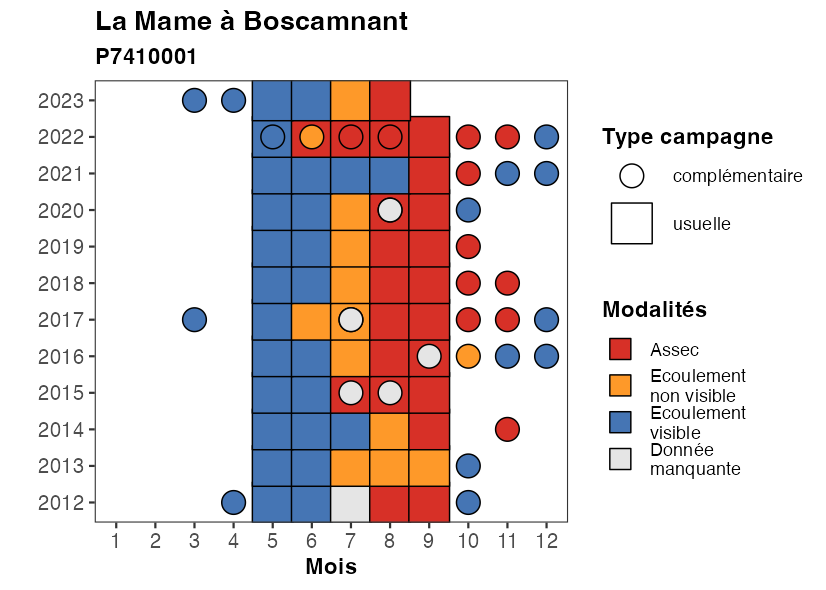 La Mame à Boscamnant
P7410001
2023
2022
2021
2020
2019
2018
2017
2016
2015
2014
2013
2012
1 2 3 4 5 6 7 8 9 10 11 12
Mois
Type campagne
complémentaire
usuelle
Modalités
Assec
Ecoulement
non visible
Ecoulement
visible
Donnée
manquante